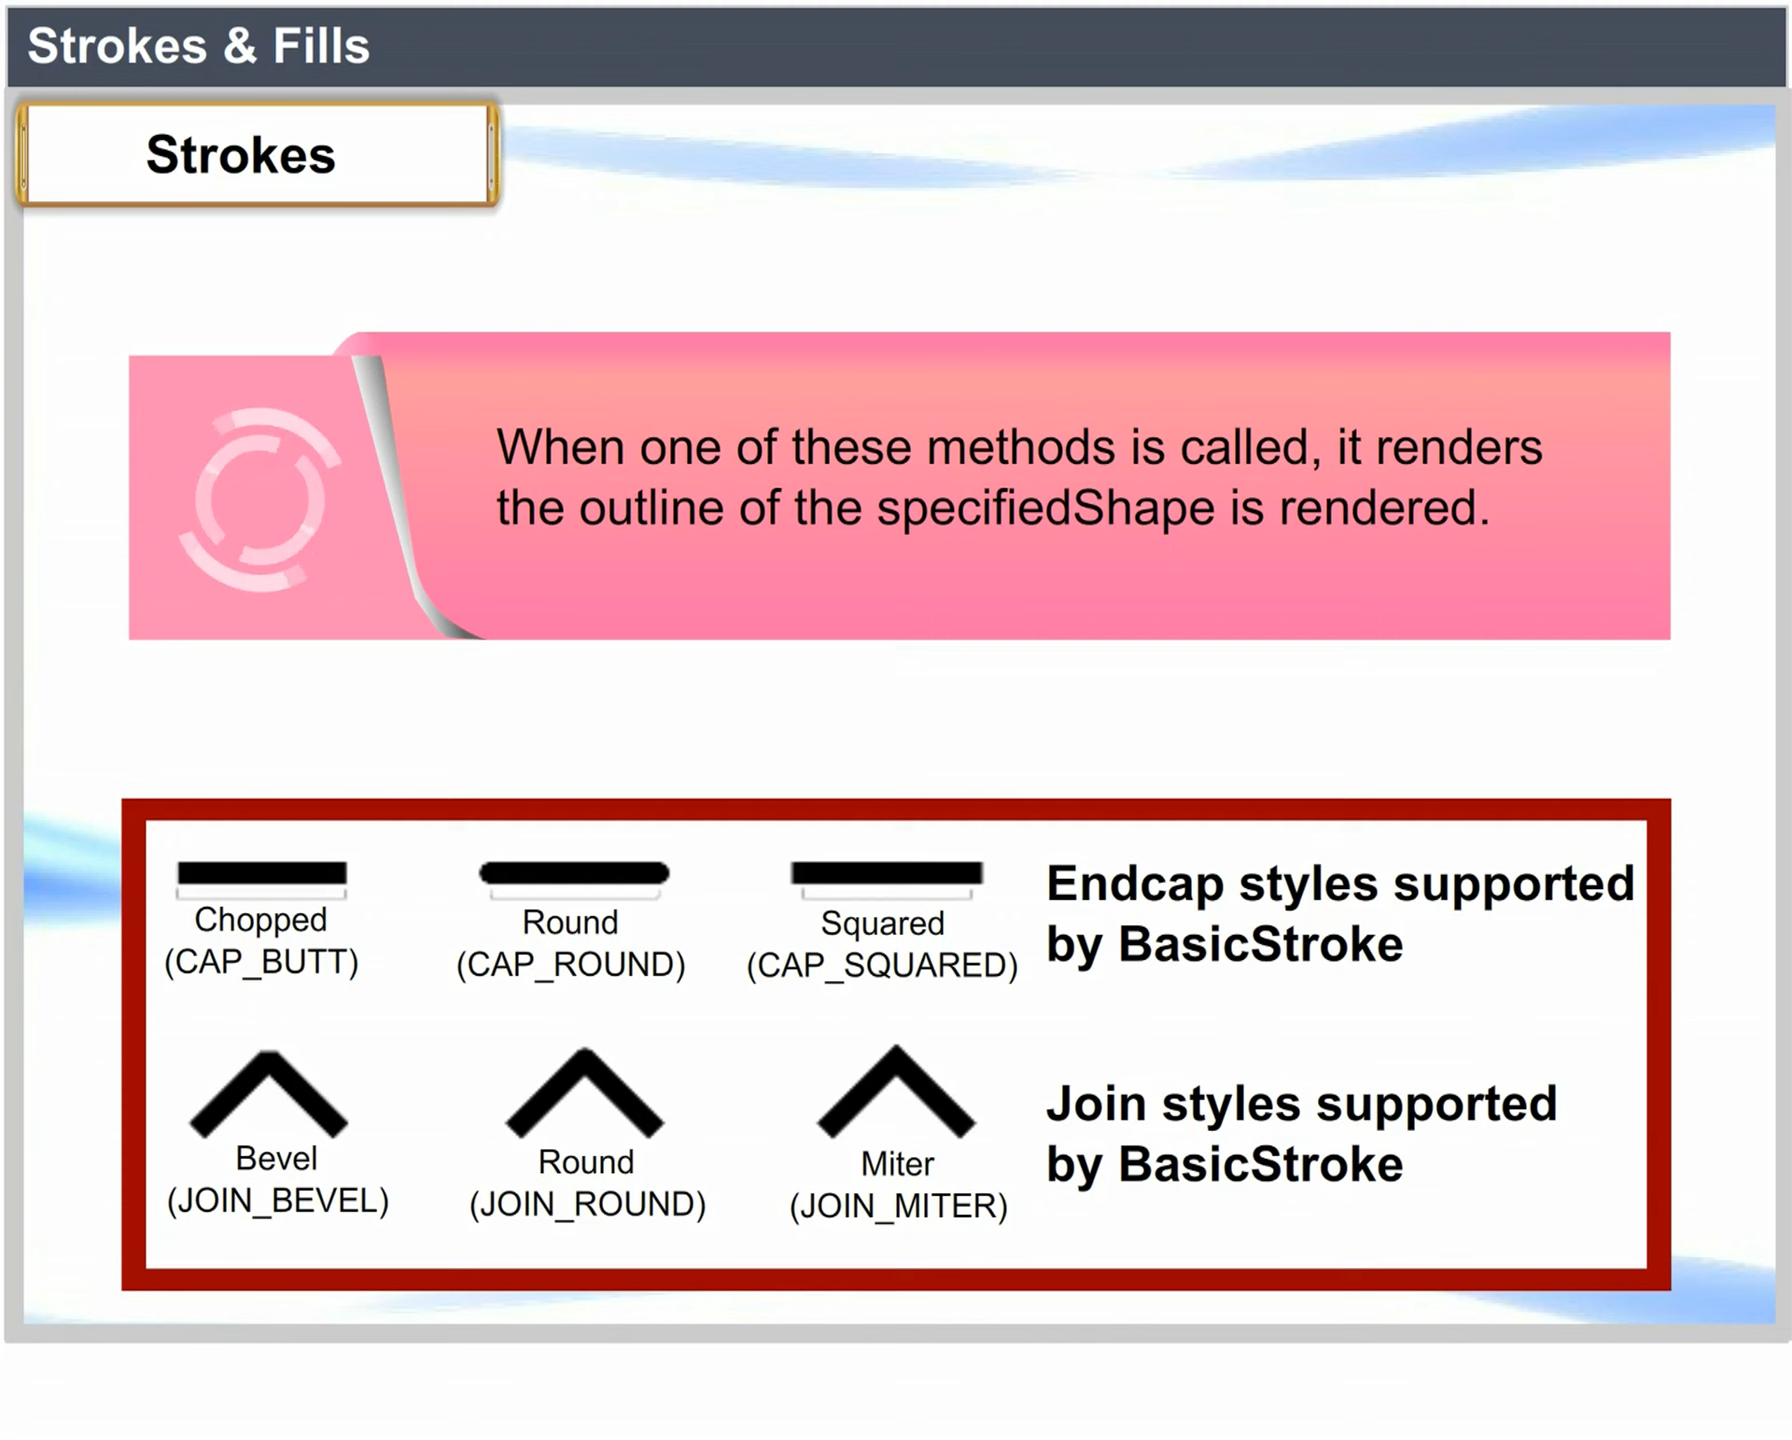 Strokes & Fills
Strokes
When one of these methods is called, it renders
the outline of the specifiedShape is rendered.
Chopped
(CAP_BUTT)
Round
(CAP_ROUND)
Squared
(CAP_SQUARED)
Endcap styles supported
by BasicStroke
Bevel
(JOIN_BEVEL)
Round
(JOIN_ROUND)
Miter
(JOIN_MITER)
Join styles supported
by BasicStroke